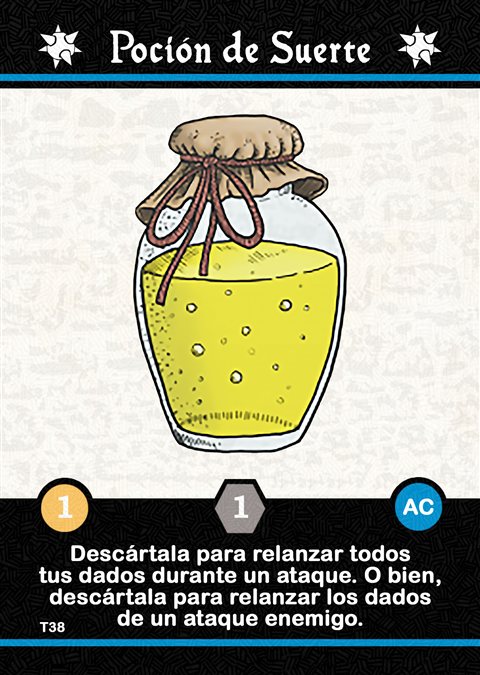 Poción de Suerte
1
1
AC
Descártala para relanzar todos
tus dados durante un ataque. O bien,
descártala para relanzar los dados
de un ataque enemigo.
T38